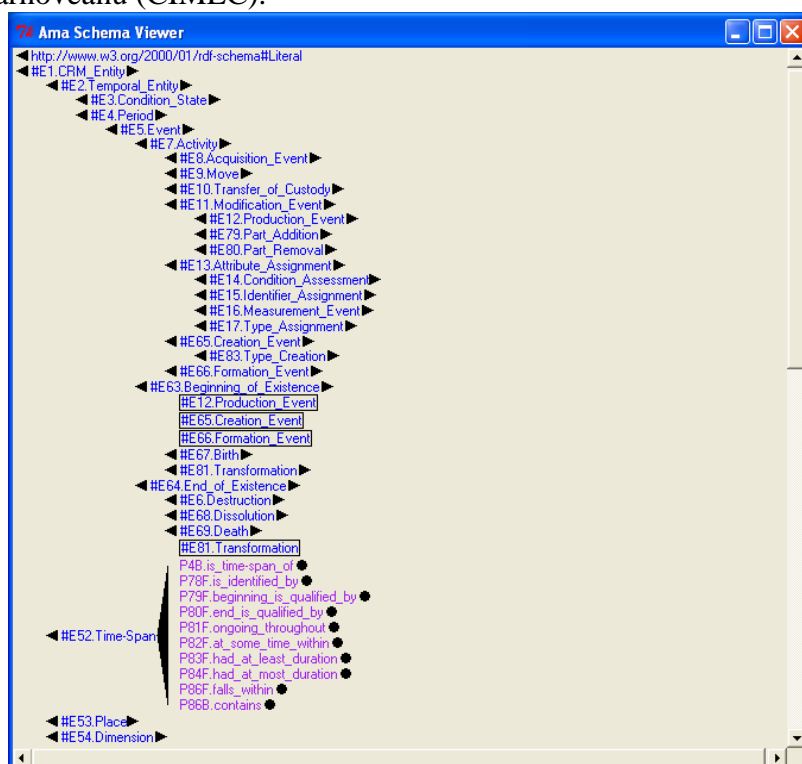 arnoveanu (CIMEC).
Ama Schema Viewer
http://www.w3.org/2000/01/rdf-schema#Literal
#E1.CRM_Entity
#E2.Temporal_Entity
#E3.Condition_State
#E4.Period
#E5.Event
#E7.Activity
#E8.Acquisition_Event
#E9.Move
#E10.Transfer_of_Custody
#E11.Modification_Event
#E12.Production_Event
#E79.Part_Addition
#E80.Part_Removal
#E13.Attribute_Assignment
#E14.Condition_Assessment
#E15.Identifier_Assignment
#E16.Measurement_Event
#E17.Type_Assignment
#E65.Creation_Event
#E83.Type_Creation
#E66.Formation_Event
#E63.Beginning_of_Existence
#E12.Production_Event
#E65.Creation_Event
#E66.Formation_Event
#E67.Birth
#E81.Transformation
#E64.End_of_Existence
#E6.Destruction
#E68.Dissolution
#E69.Death
#E81.Transformation
P4B.is_time-span_of
P78F.is_identified_by
P79F.beginning_is_qualified_by
P80F.end_is_qualified_by
P81F.ongoing_throughout
#E52.Time-Span
P82F.at_some_time_within
P83F.had_at_least_duration
P84F.had_at_most_duration
P86F.falls_within
P86B.contains
#E53.Place
#E54.Dimension